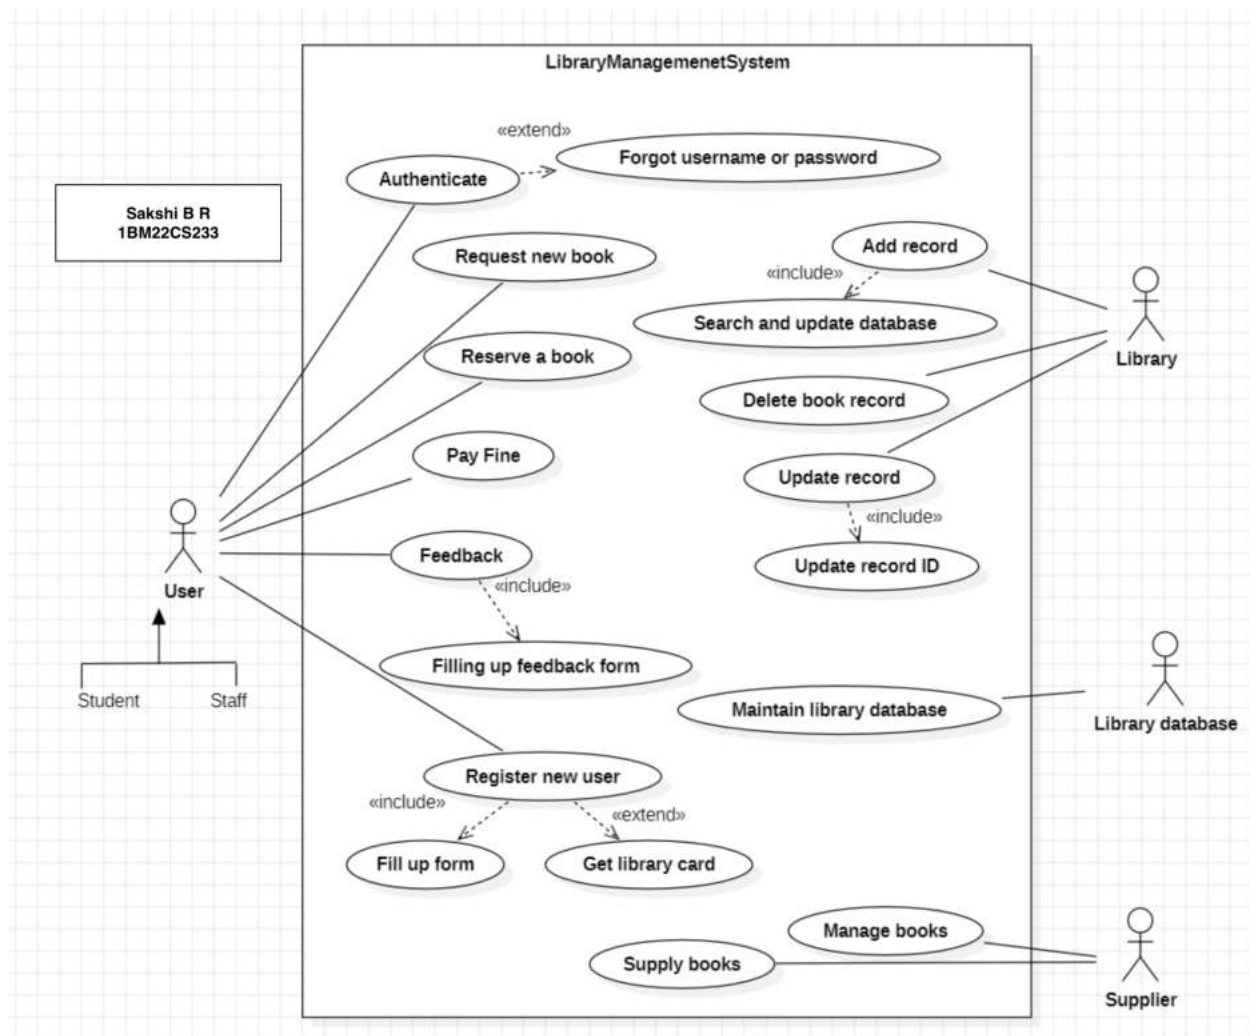 LibraryManagemenetSystem
«extend»
Forgot username or password
Authenticate
Sakshi B R
1BM22CS233
Request new book
Add record
«include»
Search and update database
Reserve a book
Library
Delete book record
Pay Fine
Update record
«include»
Feedback
Update record ID
«include»
User
Filling up feedback form
Student
Staff
Maintain library database
Library database
Register new user
«include»
«extend»
Fill up form
Get library card
Manage books
Supply books
Supplier